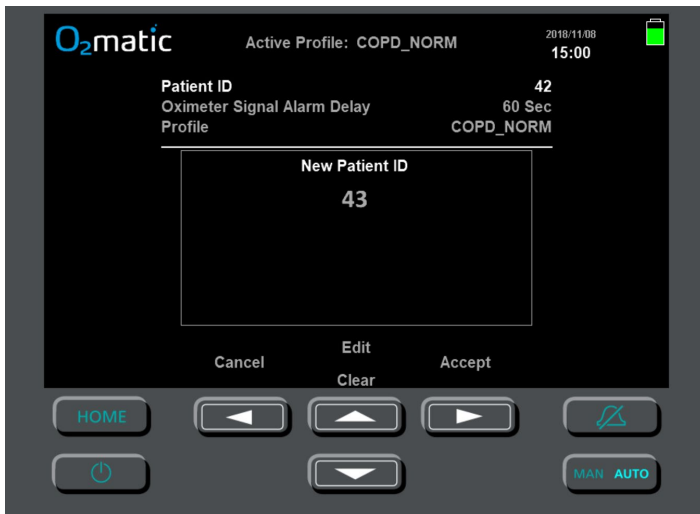 O2matic
Active Profile: COPD_NORM
2018/11/08
15:00
Patient ID 42
Oximeter Signal Alarm Delay 60 Sec
Profile COPD_NORM
New Patient ID
43
Edit
Cancel Accept
Clear
HOME
MAN AUTO